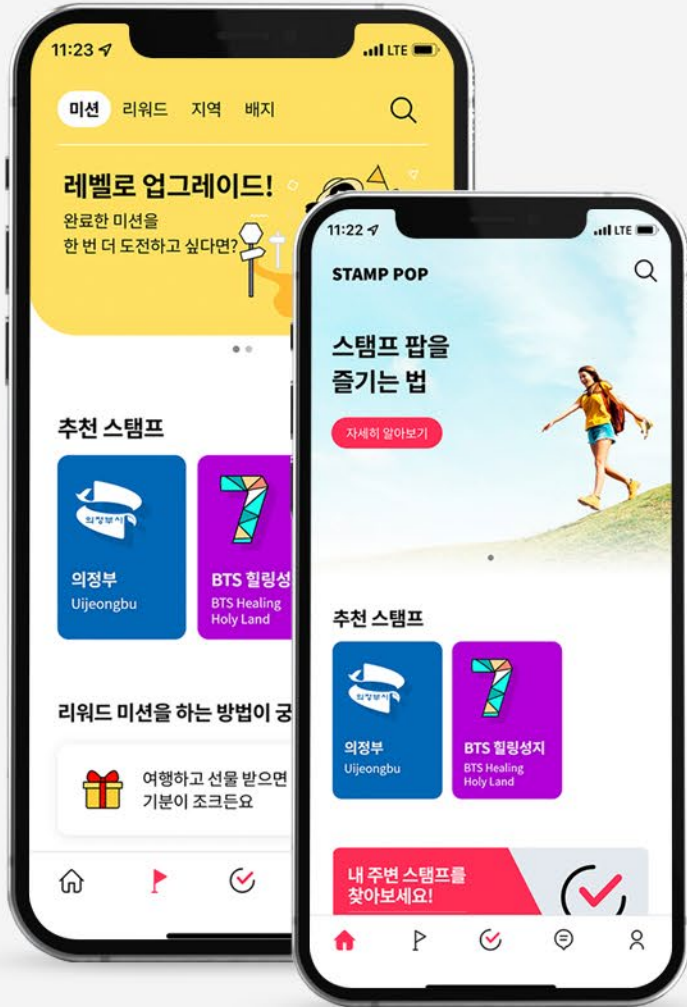 11:23
LTE
미션 리워드 지역 배지
레벨로 업그레이드!
완료한 미션을
한 번 더 도전하고 싶다면?
추천 스탬프
의정부시
의정부
Uijeongbu
7
BTS 힐링성
BTS Healing
Holy Land
리워드 미션을 하는 방법이 궁
여행하고 선물 받으면
기분이 조크든요
11:22
LTE
STAMP POP
스탬프 팝을
즐기는 법
자세히 알아보기
추천 스탬프
의정부시
의정부
Uijeongbu
7
BTS 힐링성지
BTS Healing
Holy Land
내 주변 스탬프를
찾아보세요!